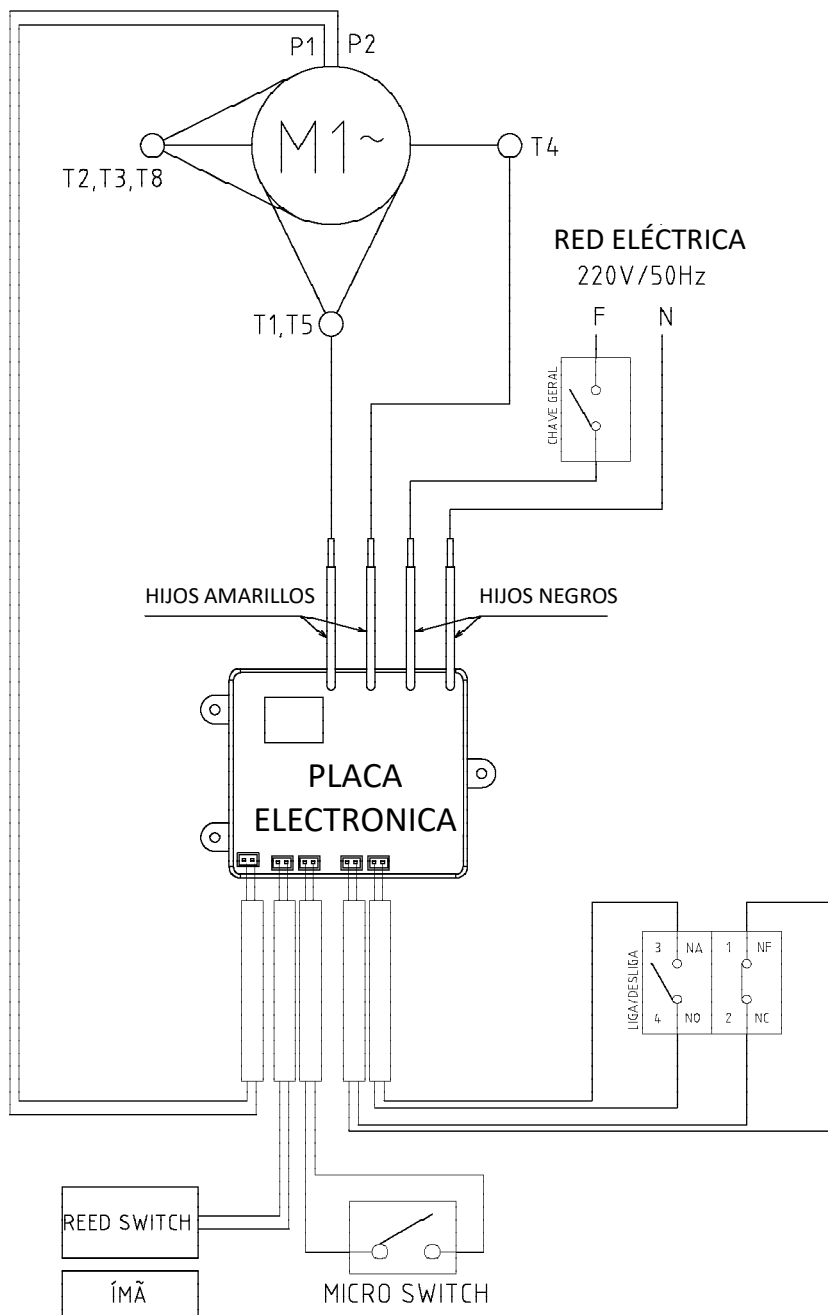 P1 P2
M1~
T2,T3,T8
T4
RED ELÉCTRICA
220V/50Hz
F N
T1,T5
CHAVE GERAL
HIJOS AMARILLOS
HIJOS NEGROS
PLACA
ELECTRONICA
LIGA/DESLIGA
3 NA 1 NF
4 NO 2 NC
REED SWITCH
ÍMÃ
MICRO SWITCH